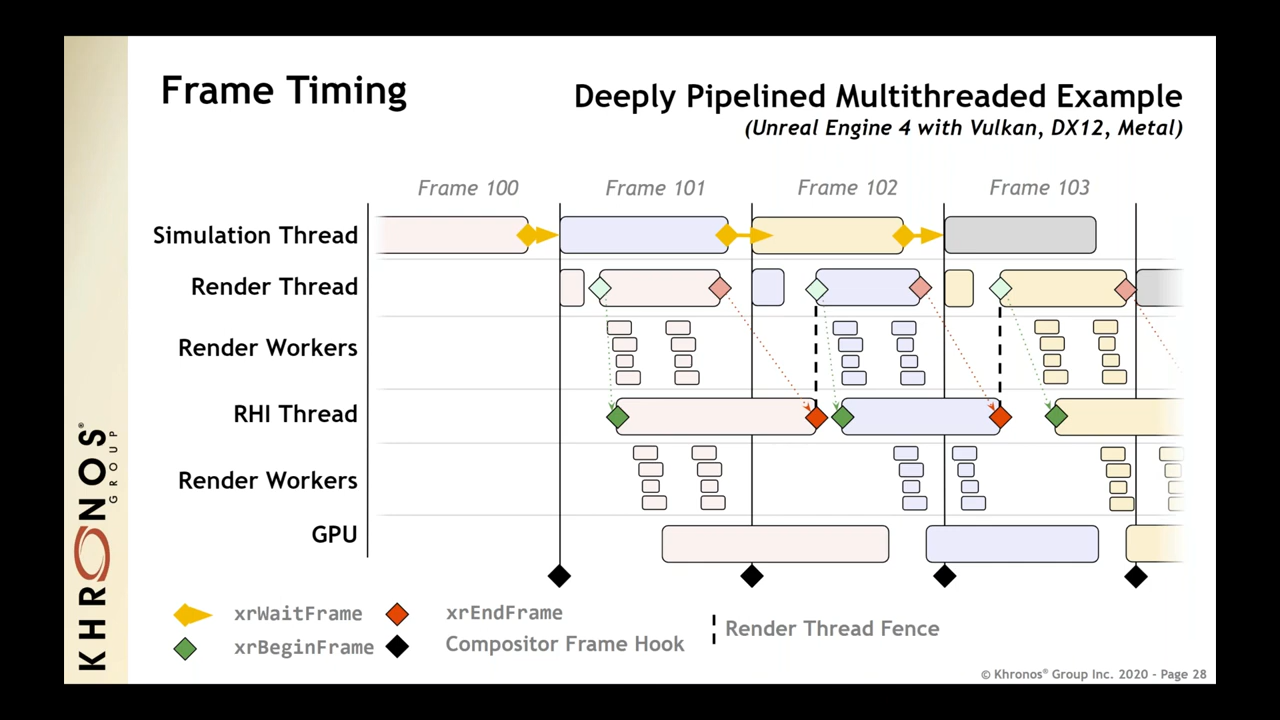 Frame Timing
Deeply Pipelined Multithreaded Example
(Unreal Engine 4 with Vulkan, DX12, Metal)
Frame 100 Frame 101 Frame 102 Frame 103
Simulation Thread
Render Thread
Render Workers
RHI Thread
Render Workers
GPU
xrWaitFrame xrEndFrame
Render Thread Fence
xrBeginFrame Compositor Frame Hook
KHRONOS®
GROUP
© Khronos® Group Inc. 2020 - Page 28